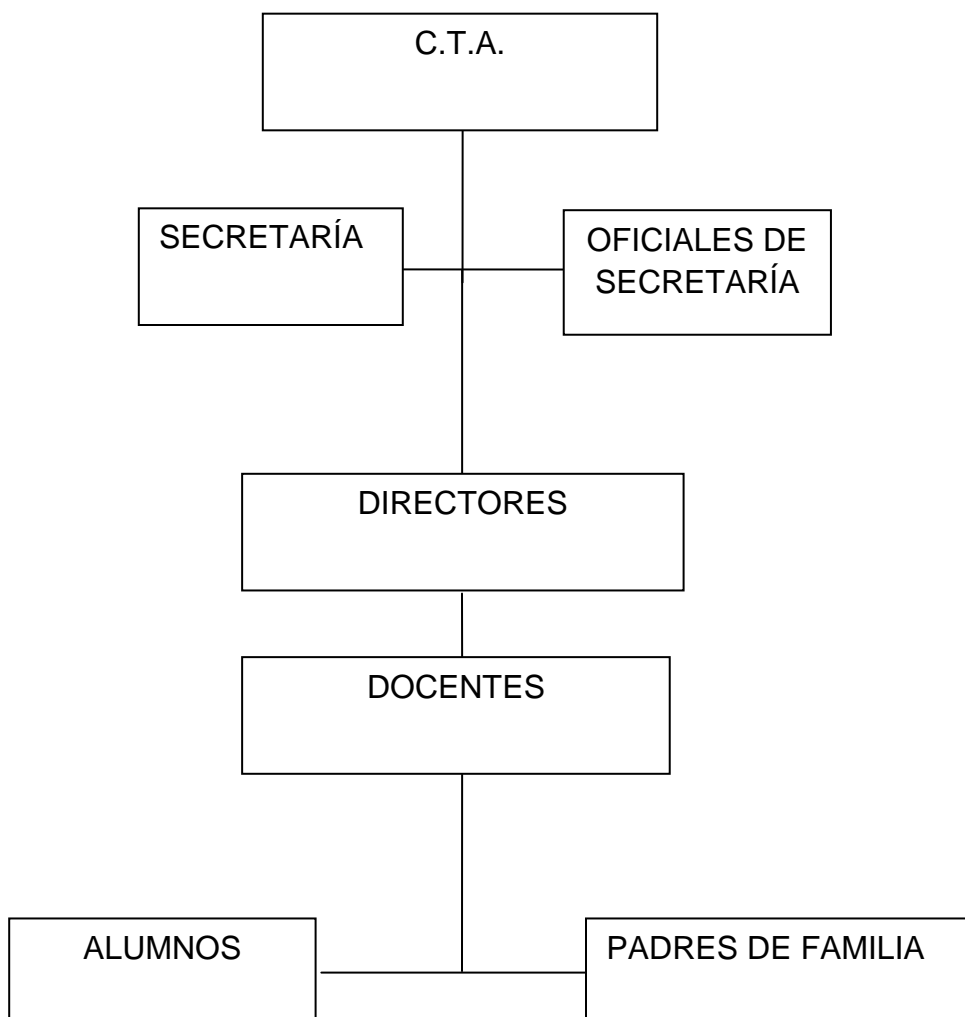 C.T.A.
SECRETARÍA
OFICIALES DE
SECRETARÍA
DIRECTORES
DOCENTES
ALUMNOS
PADRES DE FAMILIA